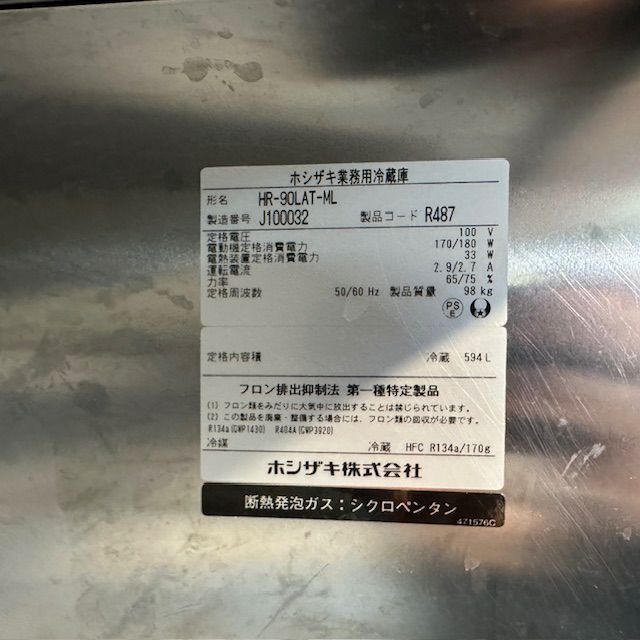 ホシザキ業務用冷蔵庫
形名 HR-90LAT-ML
製造番号 J100032 製品コード R487
定格電圧 100 V
電動機定格消費電力 170/180 W
電熱装置定格消費電力 33 W
運転電流 2.9/2.7 A
力率 65/75 %
定格周波数 50/60 Hz 製品質量 98 kg
PS
E
定格内容積 冷蔵 594 L
フロン排出抑制法 第一種特定製品
(1) フロン類をみだりに大気中に放出することは禁じられています。
(2) この製品を廃棄・整備する場合には、フロン類の回収が必要です。
R134a(GWP1430) R404A(GWP3920)
冷媒 冷蔵 HFC R134a/170g
ホシザキ株式会社
断熱発泡ガス：シクロペンタン
471576C